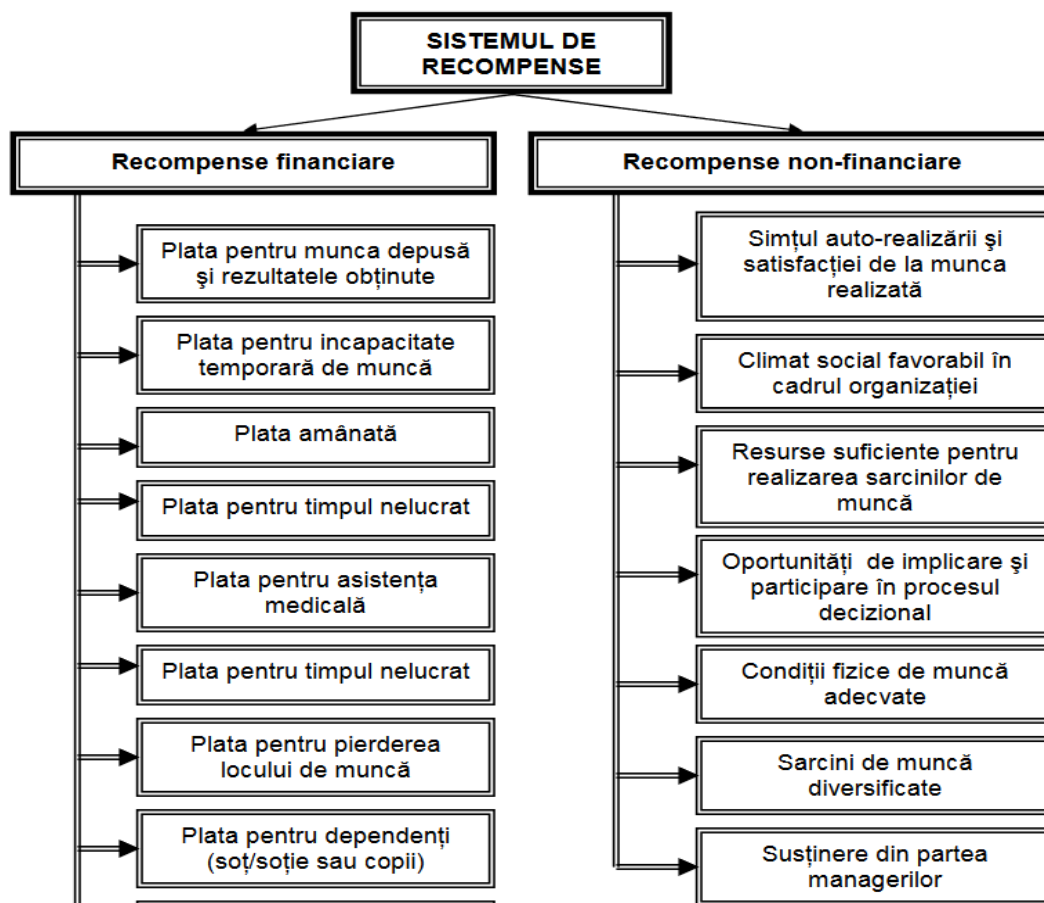 SISTEMUL DE
RECOMPENSE
Recompense financiare
Plata pentru munca depusă
şi rezultatele obținute
Plata pentru incapacitate
temporară de muncă
Plata amânată
Plata pentru timpul nelucrat
Plata pentru asistența
medicală
Plata pentru timpul nelucrat
Plata pentru pierderea
locului de muncă
Plata pentru dependenți
(soț/soție sau copii)
Recompense non-financiare
Simțul auto-realizării şi
satisfacției de la munca
realizată
Climat social favorabil în
cadrul organizației
Resurse suficiente pentru
realizarea sarcinilor de
muncă
Oportunități de implicare şi
participare în procesul
decizional
Condiții fizice de muncă
adecvate
Sarcini de muncă
diversificate
Susținere din partea
managerilor